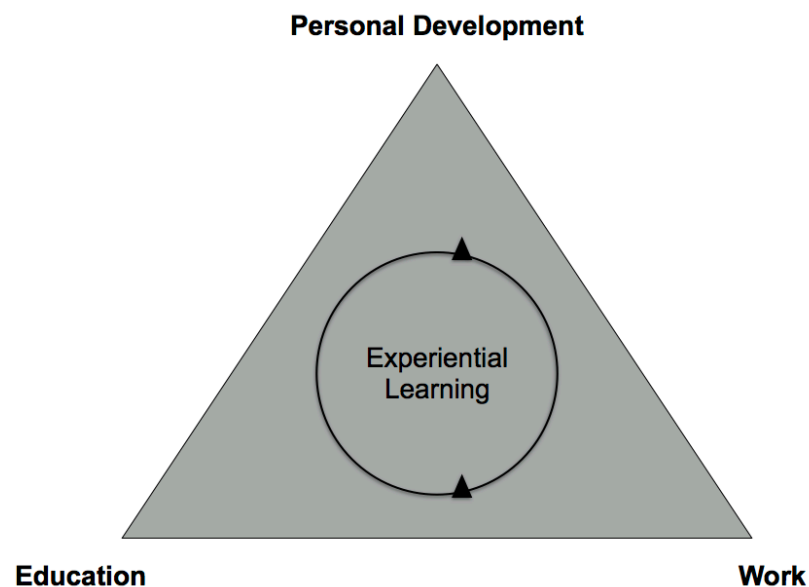 Personal Development
Experiential
Learning
Education
Work